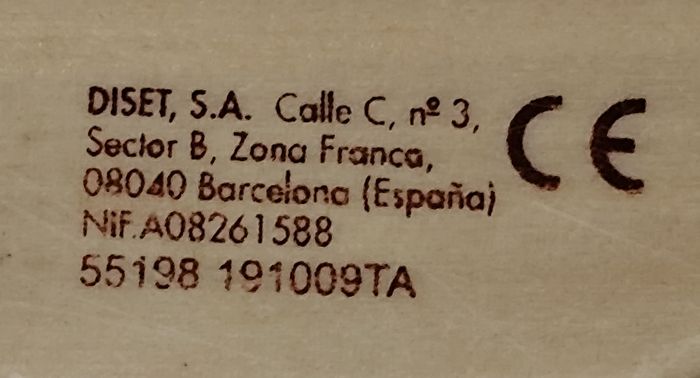 DISET, S.A. Calle C, nº 3,
Sector B, Zona Franca,
08040 Barcelona (España)
Nif.A08261588
55198 191009TA
CE